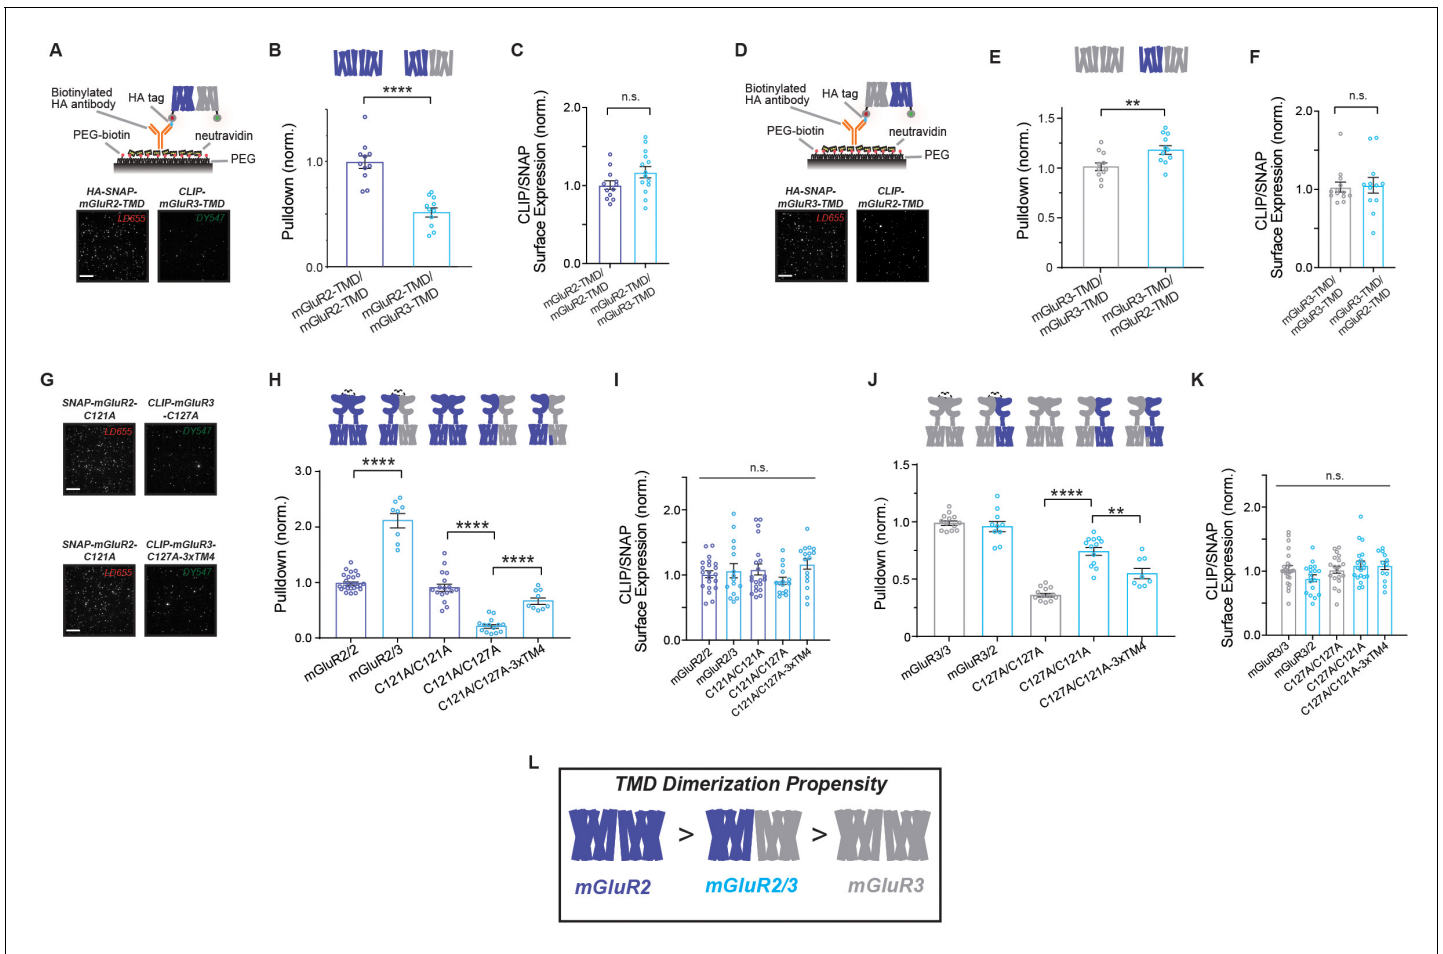 A
Biotinylated
HA antibody
HA tag
PEG-biotin
neutravidin
PEG
HA-SNAP-
mGluR2-TMD
CLIP-
mGluR3-TMD
LD655
DY547
B
****
Pulldown (norm.)
1.0
0.0
mGluR2-TMD/
mGluR2-TMD
mGluR2-TMD/
mGluR3-TMD
C
n.s.
CLIP/SNAP
Surface Expression (norm.)
2.0
1.0
0.0
mGluR2-TMD/
mGluR2-TMD
mGluR2-TMD/
mGluR3-TMD
D
Biotinylated
HA antibody
HA tag
PEG-biotin
neutravidin
PEG
HA-SNAP-
mGluR3-TMD
CLIP-
mGluR2-TMD
LD655
E
**
Pulldown (norm.)
1.5
1.0
0.5
0
mGluR3-TMD/
mGluR3-TMD
mGluR3-TMD/
mGluR2-TMD
F
n.s.
CLIP/SNAP
Surface Expression (norm.)
2.0
1.0
0.0
mGluR3-TMD/
mGluR3-TMD
mGluR3-TMD/
mGluR2-TMD
G
SNAP-mGluR2-
C121A
CLIP-mGluR3
-C127A
LD655
DY547
SNAP-mGluR2-
C121A
CLIP-mGluR3-
C127A-3xTM4
LD655
DY547
H
****
****
****
Pulldown (norm.)
3.0
2.0
1.0
0.0
mGluR2/2
mGluR2/3
C121A/C121A
C121A/C127A
C121A/C127A-3xTM4
I
n.s.
CLIP/SNAP
Surface Expression (norm.)
2.0
1.0
0.0
mGluR2/2
mGluR2/3
C121A/C121A
C121A/C127A
C121A/C127A-3xTM4
J
****
**
Pulldown (norm.)
1.5
1.0
0.5
0
mGluR3/3
mGluR3/2
C127A/C127A
C127A/C121A
C127A/C121A-3xTM4
K
n.s.
CLIP/SNAP
Surface Expression (norm.)
2.0
1.0
0.0
mGluR3/3
mGluR3/2
C127A/C127A
C127A/C121A
C127A/C121A-3xTM4
L
TMD Dimerization Propensity
> >
mGluR2 mGluR2/3 mGluR3